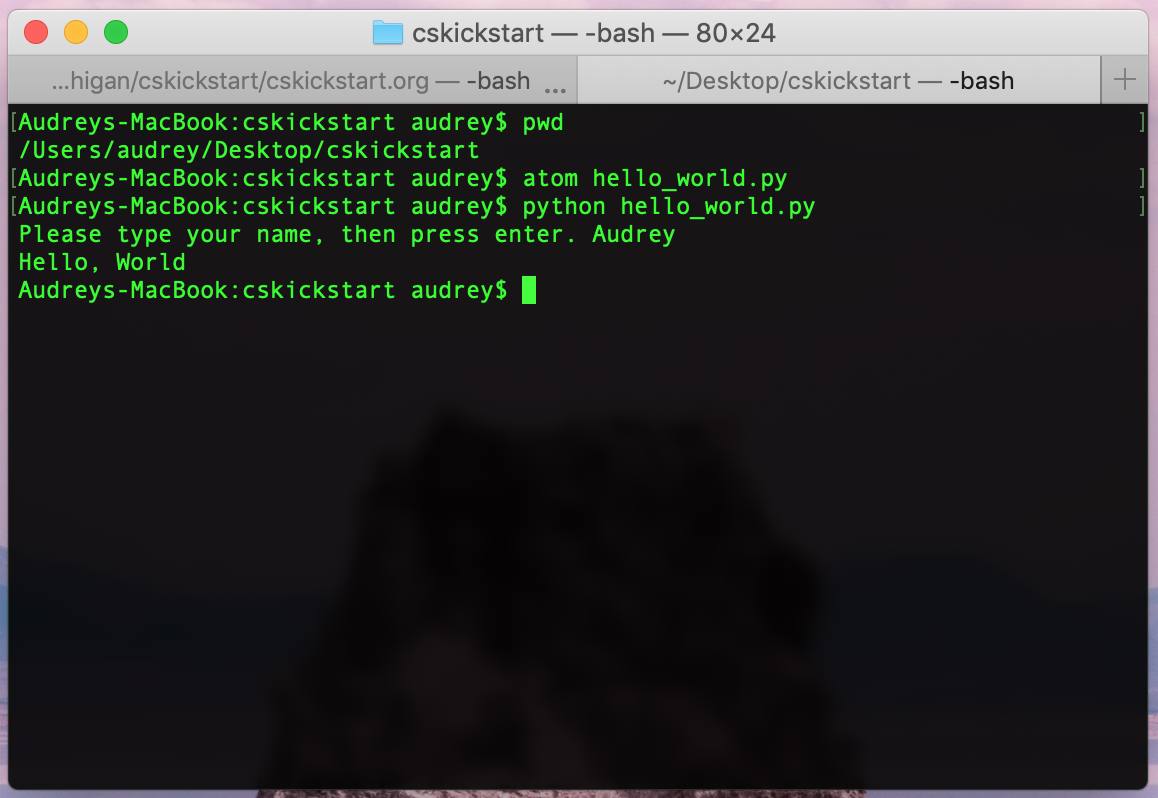 cskickstart — -bash — 80×24
...higan/cskickstart/cskickstart.org — -bash ...
~/Desktop/cskickstart — -bash
+
[Audreys-MacBook:cskickstart audrey$ pwd ]
/Users/audrey/Desktop/cskickstart
[Audreys-MacBook:cskickstart audrey$ atom hello_world.py ]
[Audreys-MacBook:cskickstart audrey$ python hello_world.py ]
Please type your name, then press enter. Audrey
Hello, World
Audreys-MacBook:cskickstart audrey$